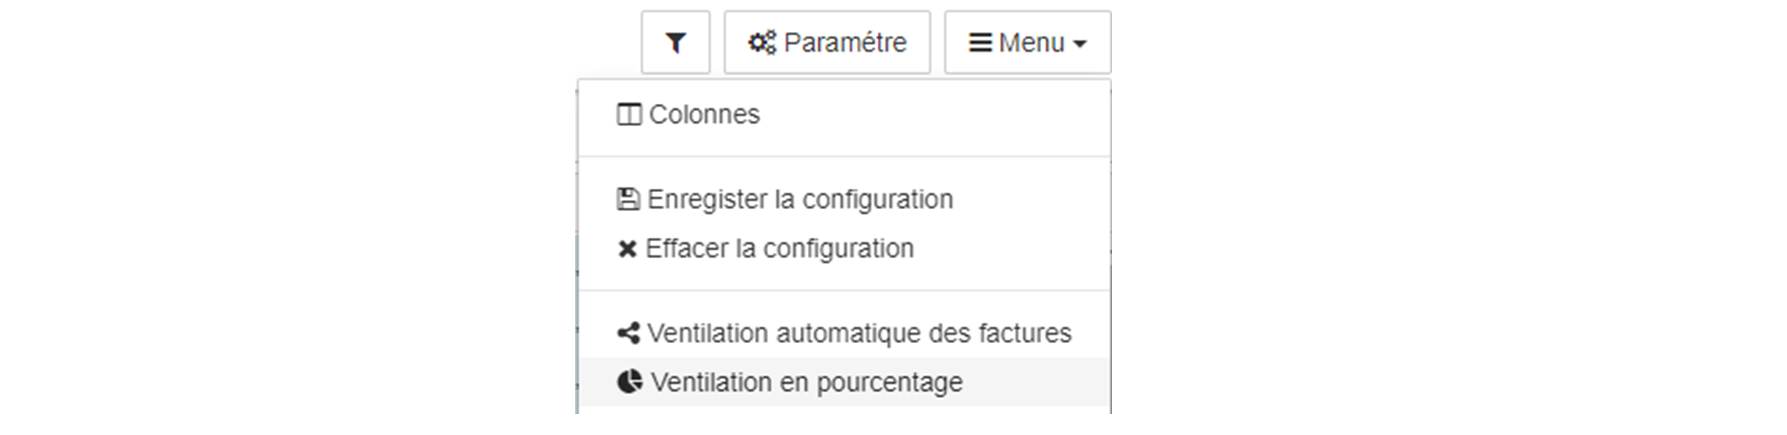 Paramétre Menu
Colonnes
Enregister la configuration
Effacer la configuration
Ventilation automatique des factures
Ventilation en pourcentage